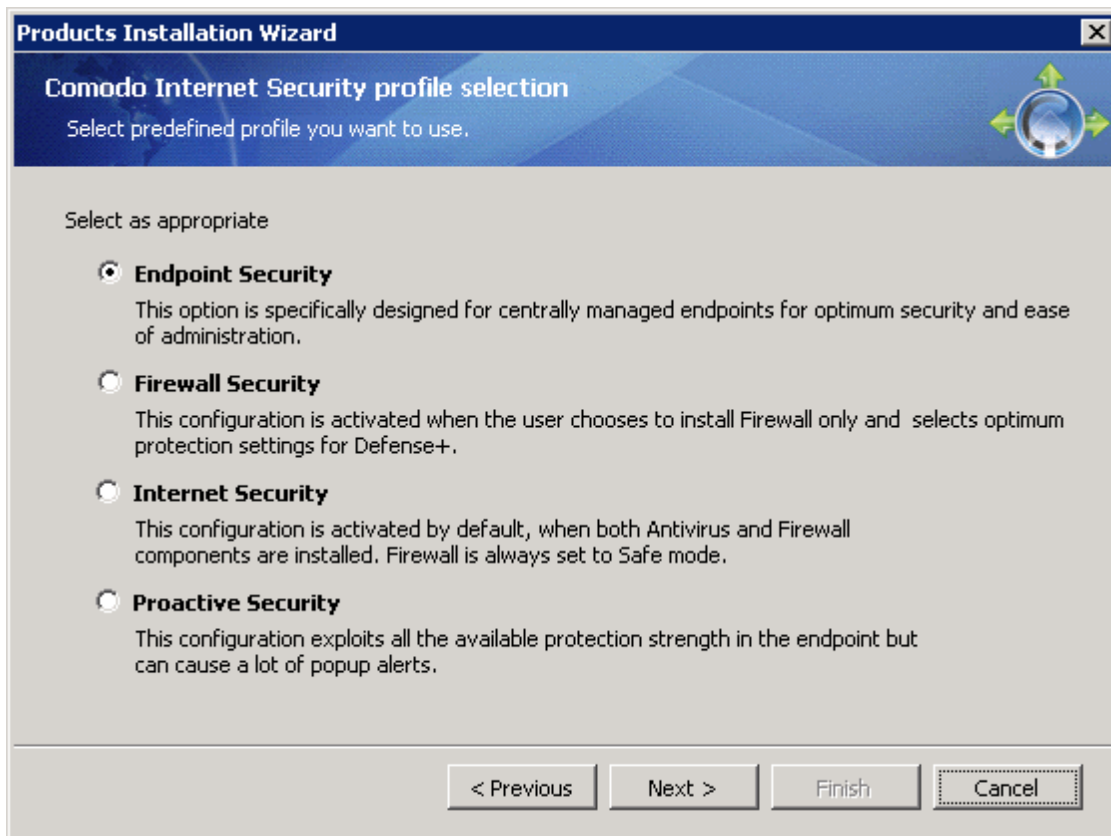 Products Installation Wizard
Comodo Internet Security profile selection
Select predefined profile you want to use.
Select as appropriate
Endpoint Security
This option is specifically designed for centrally managed endpoints for optimum security and ease
of administration.
Firewall Security
This configuration is activated when the user chooses to install Firewall only and  selects optimum
protection settings for Defense+.
Internet Security
This configuration is activated by default, when both Antivirus and Firewall
components are installed. Firewall is always set to Safe mode.
Proactive Security
This configuration exploits all the available protection strength in the endpoint but
can cause a lot of popup alerts.
< Previous Next > Finish Cancel